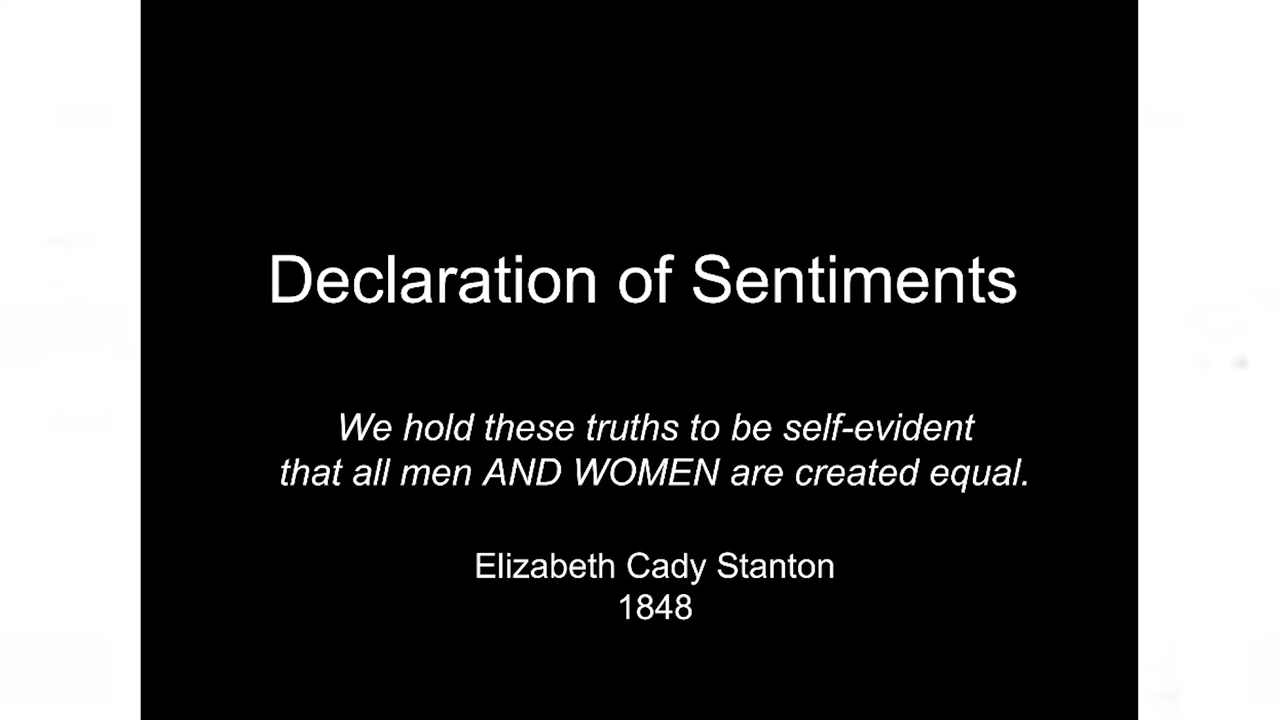 Declaration of Sentiments
We hold these truths to be self-evident
that all men AND WOMEN are created equal.
Elizabeth Cady Stanton
1848